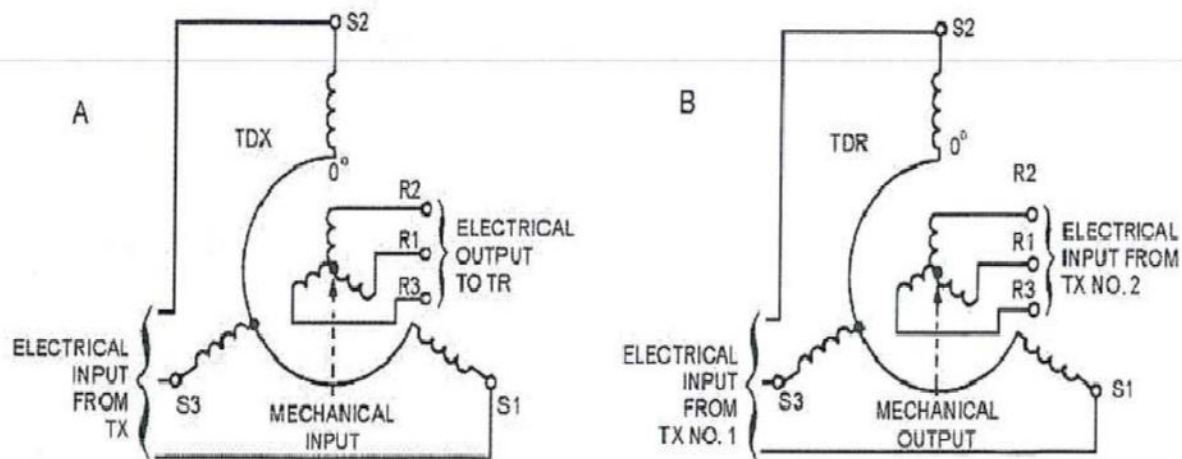 A
S2
TDX
0°
R2
R1
R3
ELECTRICAL
OUTPUT
TO TR
ELECTRICAL
INPUT
FROM
TX
S3
S1
MECHANICAL
INPUT
B
S2
TDR
0°
R2
R1
R3
ELECTRICAL
INPUT FROM
TX NO. 2
ELECTRICAL
INPUT
FROM
TX NO. 1
S3
S1
MECHANICAL
OUTPUT